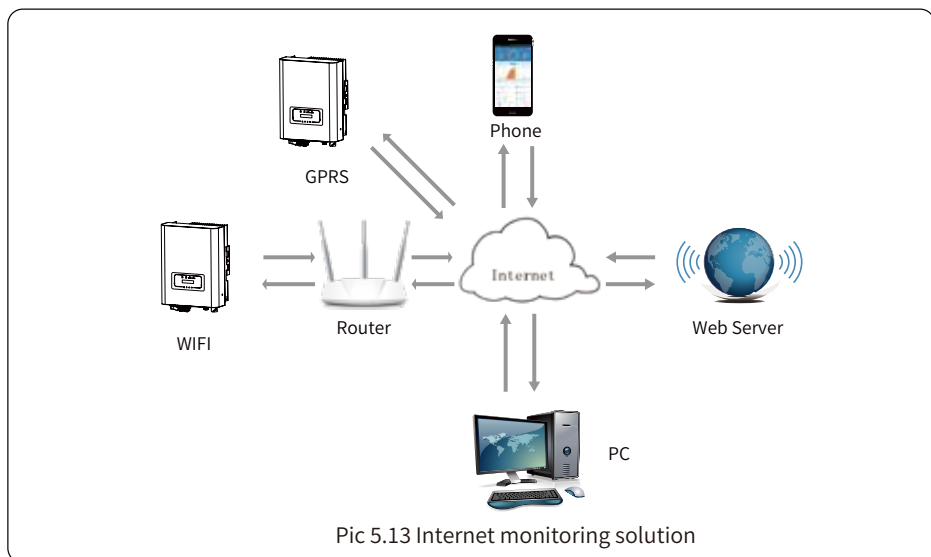 Phone
GPRS
Internet
WIFI
Router
Web Server
PC
Pic 5.13 Internet monitoring solution